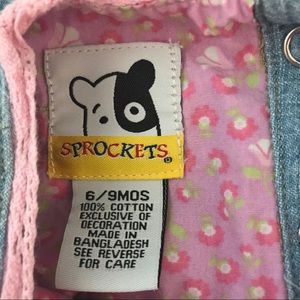 SPROCKETS®
6/9MOS
100% COTTON
EXCLUSIVE OF
DECORATION
MADE IN
BANGLADESH
SEE REVERSE
FOR CARE